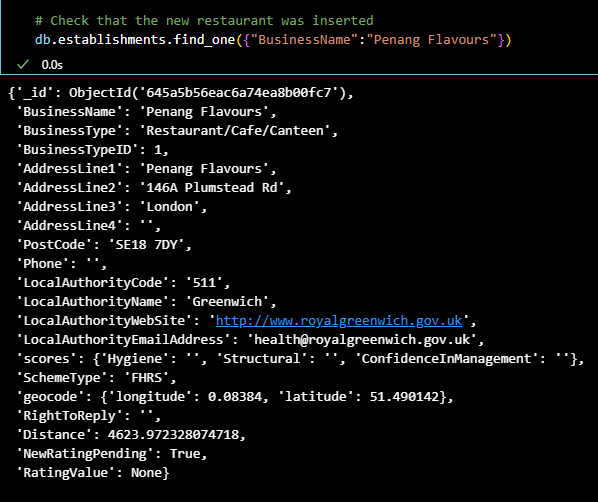 # Check that the new restaurant was inserted
db.establishments.find_one({"BusinessName":"Penang Flavours"})
0.0s
{'_id': ObjectId('645a5b56eac6a74ea8b00fc7'),
'BusinessName': 'Penang Flavours',
'BusinessType': 'Restaurant/Cafe/Canteen',
'BusinessTypeID': 1,
'AddressLine1': 'Penang Flavours',
'AddressLine2': '146A Plumstead Rd',
'AddressLine3': 'London',
'AddressLine4': '',
'PostCode': 'SE18 7DY',
'Phone': '',
'LocalAuthorityCode': '511',
'LocalAuthorityName': 'Greenwich',
'LocalAuthorityWebSite': 'http://www.royalgreenwich.gov.uk',
'LocalAuthorityEmailAddress': 'health@royalgreenwich.gov.uk',
'scores': {'Hygiene': '', 'Structural': '', 'ConfidenceInManagement': ''},
'SchemeType': 'FHRS',
'geocode': {'longitude': 0.08384, 'latitude': 51.490142},
'RightToReply': '',
'Distance': 4623.972328074718,
'NewRatingPending': True,
'RatingValue': None}